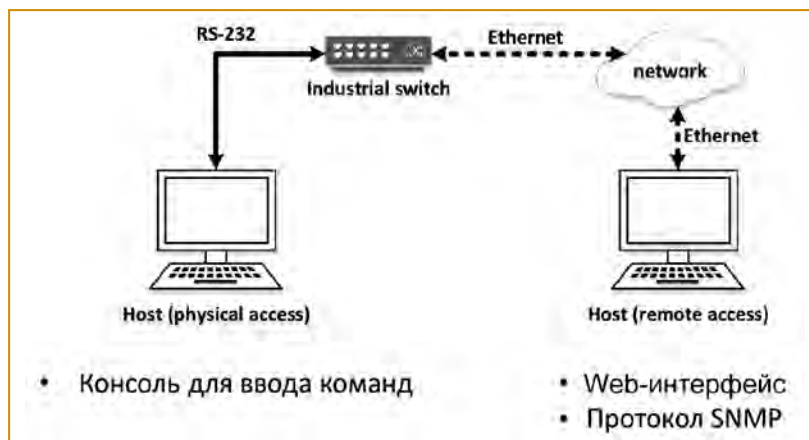 RS-232
Ethernet
network
Industrial switch
Ethernet
Host (physical access)
Host (remote access)
• Консоль для ввода команд
• Web-интерфейс
• Протокол SNMP